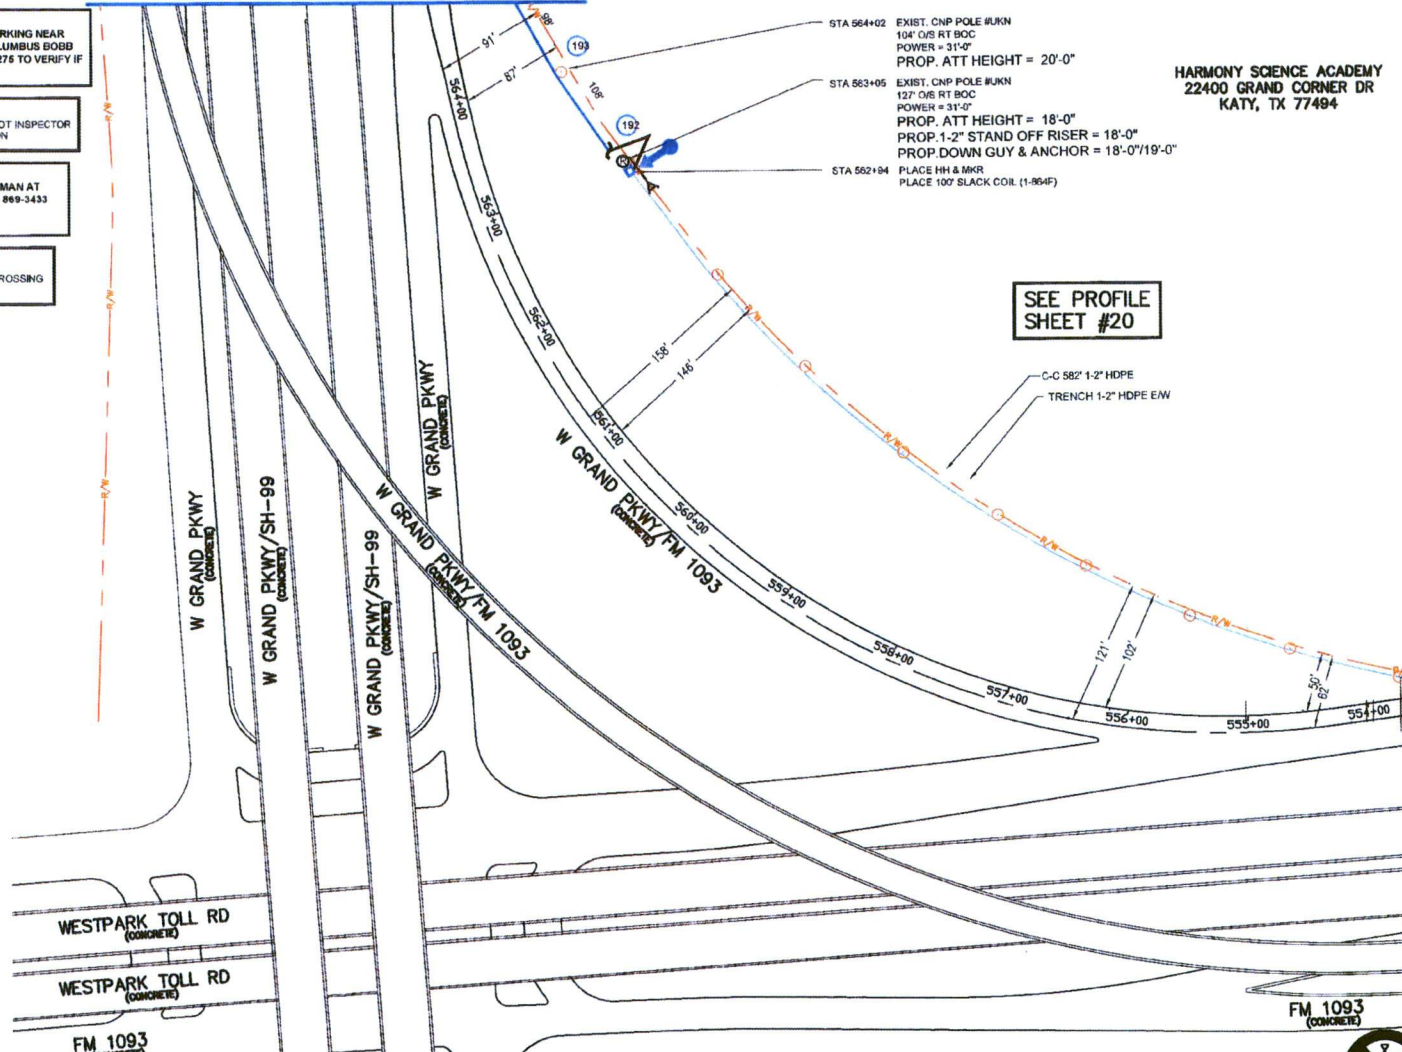 RKING NEAR
LUMBUS BOBB
275 TO VERIFY IF
OT INSPECTOR
N
MAN AT
869-3433
ROSSING
STA 564+02 EXIST. CNP POLE #UKN
104' O/S RT BOC
POWER = 31'-0"
PROP. ATT HEIGHT = 20'-0"
STA 563+05 EXIST. CNP POLE #UKN
127' O/S RT BOC
POWER = 31'-0"
PROP. ATT HEIGHT = 18'-0"
PROP.1-2" STAND OFF RISER = 18'-0"
PROP.DOWN GUY & ANCHOR = 18'-0"/19'-0"
STA 562+94 PLACE HH & MKR
PLACE 100' SLACK COIL (1-864F)
HARMONY SCIENCE ACADEMY
22400 GRAND CORNER DR
KATY, TX 77494
SEE PROFILE
SHEET #20
C-C 582' 1-2" HDPE
TRENCH 1-2" HDPE E/W
98'
91'
87'
108'
193
192
R
A
564+00
563+00
562+00
561+00
560+00
559+00
558+00
557+00
556+00
555+00
554+00
158'
146'
121'
102'
50'
62'
R/W
R/W
R/W
R/W
R/W
R/W
R/W
W GRAND PKWY
(CONCRETE)
W GRAND PKWY/SH-99
(CONCRETE)
W GRAND PKWY/SH-99
(CONCRETE)
W GRAND PKWY
(CONCRETE)
W GRAND PKWY/FM 1093
(CONCRETE)
W GRAND PKWY/FM 1093
(CONCRETE)
WESTPARK TOLL RD
(CONCRETE)
WESTPARK TOLL RD
(CONCRETE)
FM 1093
FM 1093
(CONCRETE)